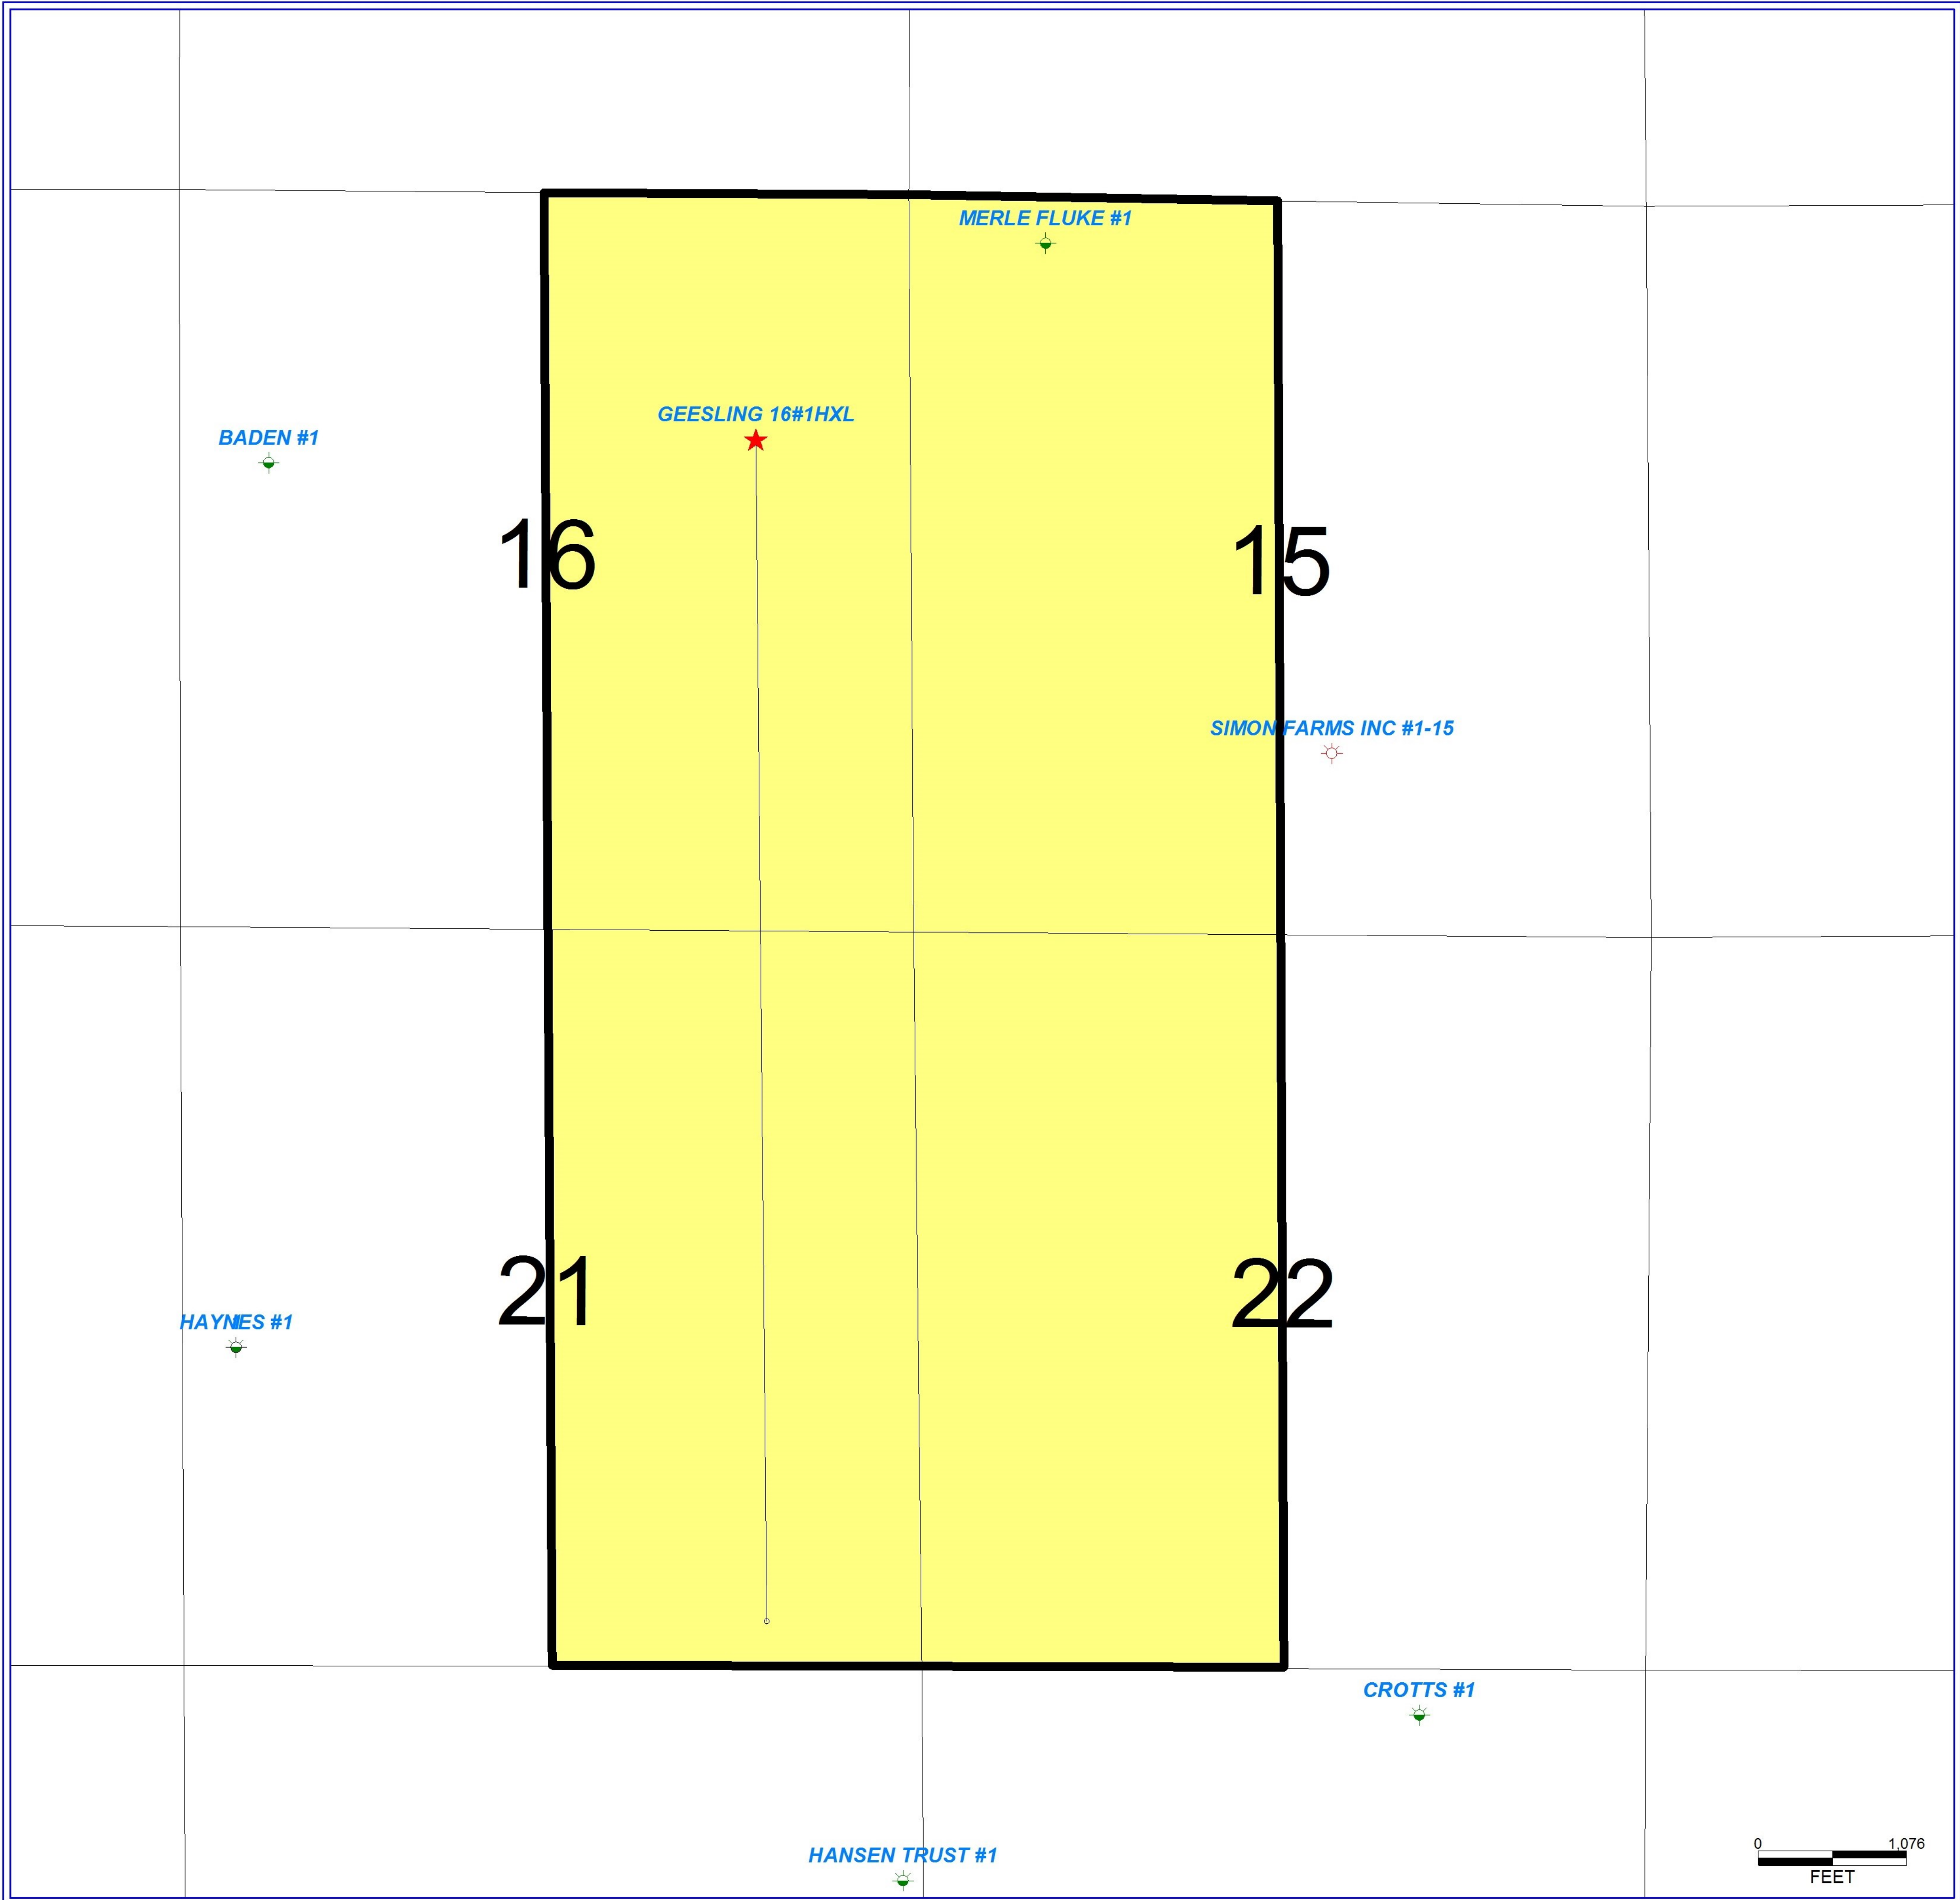 MERLE FLUKE #1
GEESLING 16#1HXL
BADEN #1
16
15
SIMON FARMS INC #1-15
21
22
HAYNES #1
CROTTS #1
HANSEN TRUST #1
0 1,076
FEET